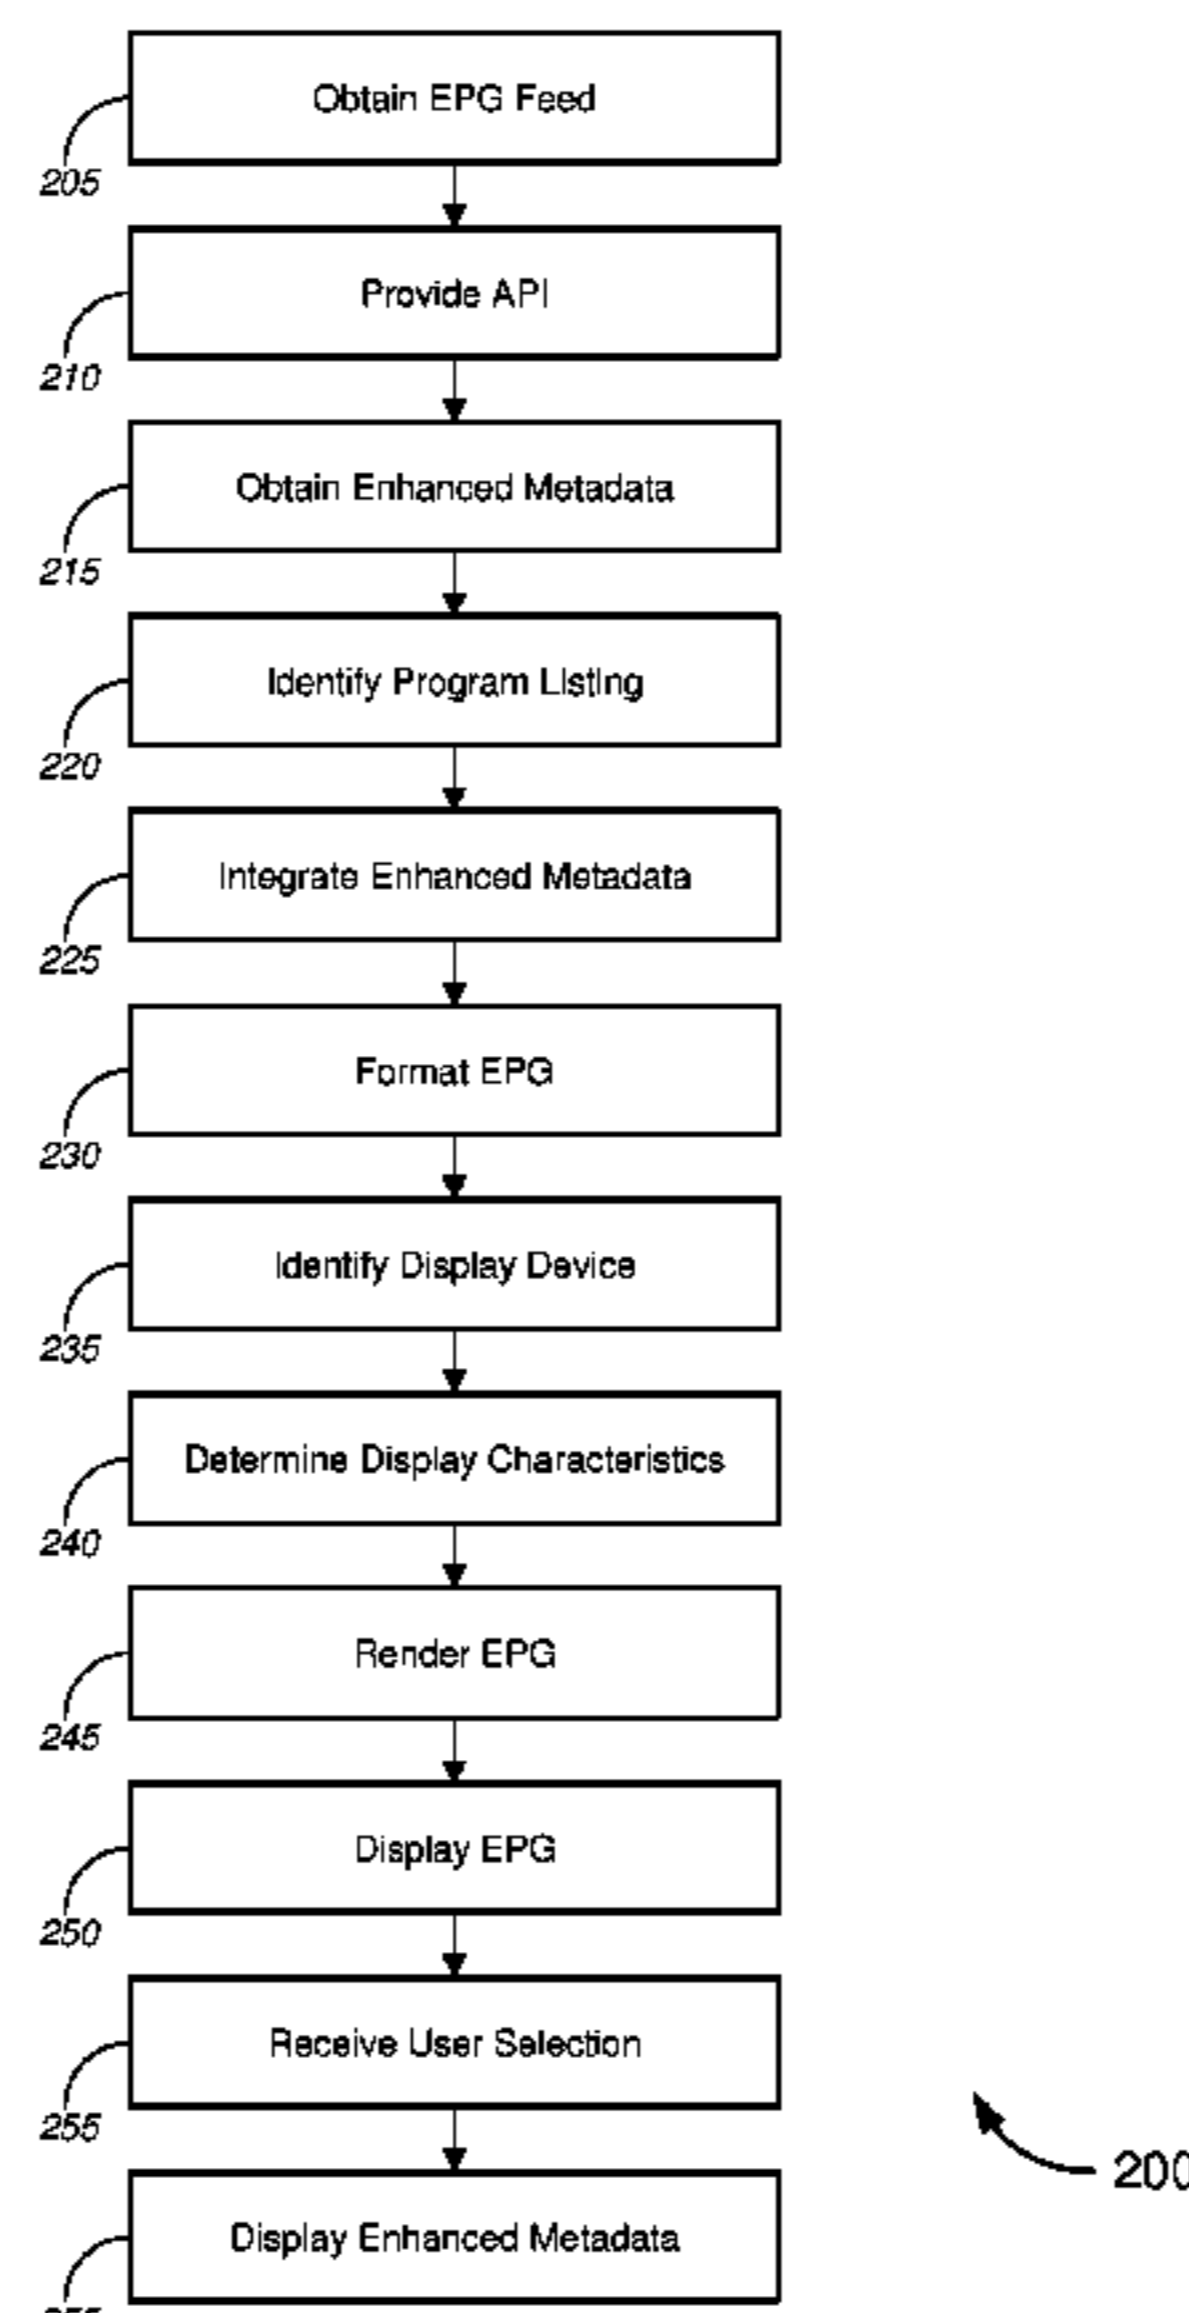 Obtain EPG Feed
205
Provide API
210
Obtain Enhanced Metadata
215
Identify Program Listing
220
Integrate Enhanced Metadata
225
Format EPG
230
Identify Display Device
235
Determine Display Characteristics
240
Render EPG
245
Display EPG
250
Receive User Selection
255
200
Display Enhanced Metadata